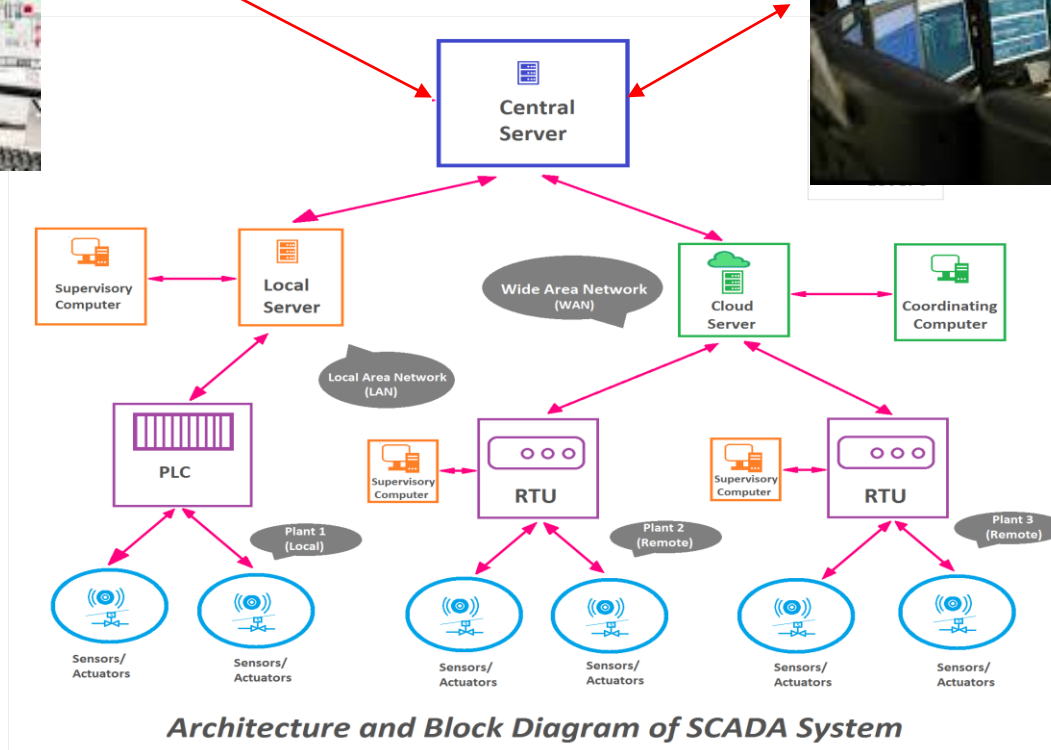 Central
Server
Supervisory
Computer
Local
Server
Wide Area Network
(WAN)
Cloud
Server
Coordinating
Computer
Local Area Network
(LAN)
PLC
Supervisory
Computer
RTU
Supervisory
Computer
RTU
Plant 1
(Local)
Plant 2
(Remote)
Plant 3
(Remote)
Sensors/
Actuators
Sensors/
Actuators
Sensors/
Actuators
Sensors/
Actuators
Sensors/
Actuators
Sensors/
Actuators
Architecture and Block Diagram of SCADA System